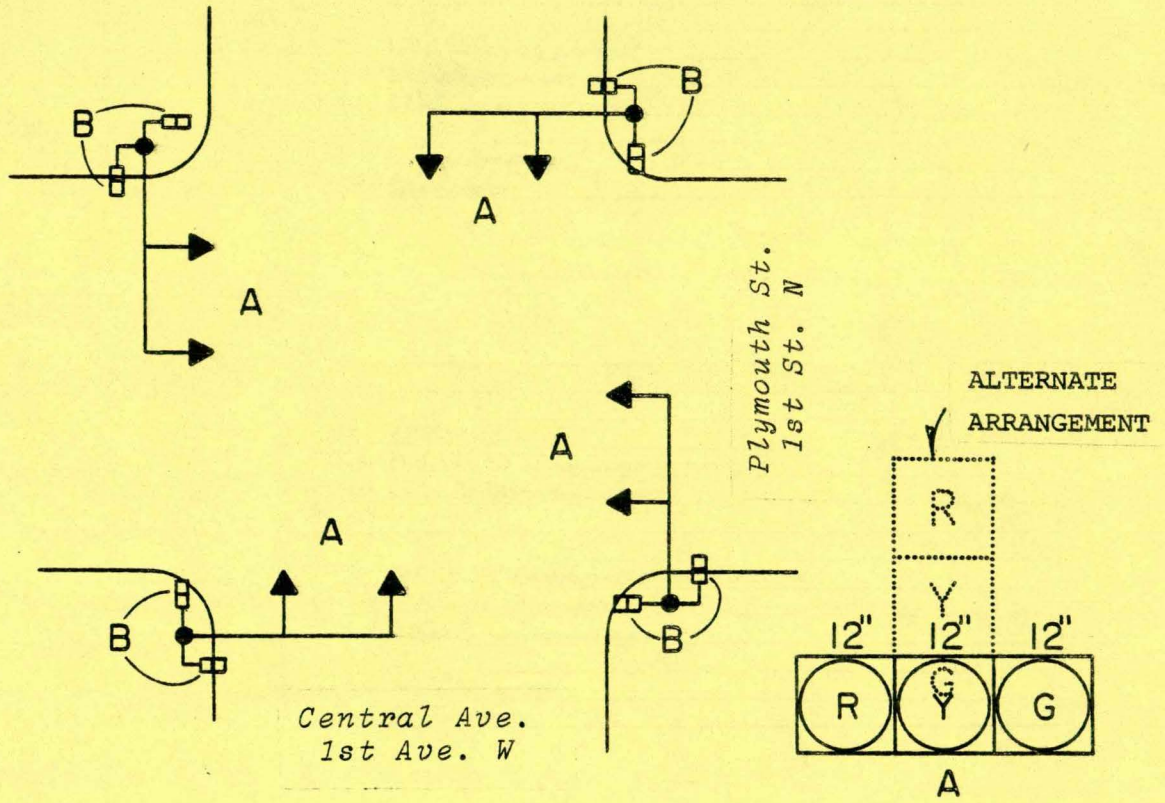 B
B
A
A
Plymouth St.
1st St. N
A
A
B
B
Central Ave.
1st Ave. W
ALTERNATE
ARRANGEMENT
R
Y
12" 12" 12"
G
R Y G
A